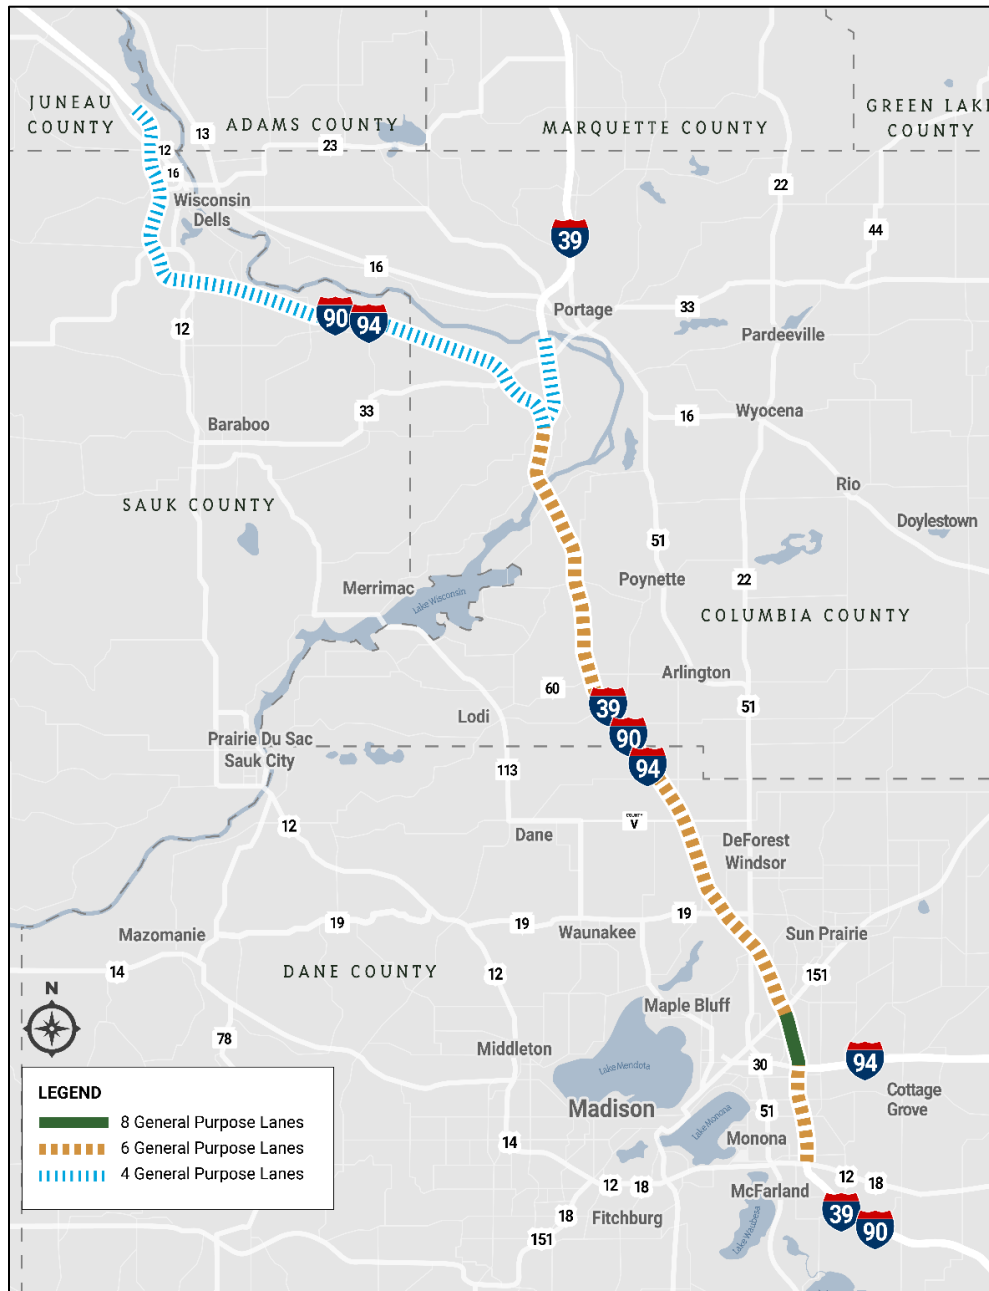 JUNEAU
COUNTY
ADAMS COUNTY
MARQUETTE COUNTY
GREEN LAKE
COUNTY
13
12
23
16
22
Wisconsin
Dells
39
44
16
Portage
33
90
94
12
Pardeeville
33
16
Wyocena
Baraboo
Rio
SAUK COUNTY
Doylestown
51
Poynette
22
Merrimac
Lake Wisconsin
COLUMBIA COUNTY
Arlington
60
39
51
Lodi
90
Prairie Du Sac
Sauk City
94
113
12
COUNTY
V
Dane
DeForest
Windsor
19
19
19
Mazomanie
Waunakee
Sun Prairie
14
DANE COUNTY
12
151
N
Maple Bluff
78
Middleton
Lake Mendota
30
94
Cottage
Grove
LEGEND
8 General Purpose Lanes
6 General Purpose Lanes
4 General Purpose Lanes
Madison
51
Lake Monona
Monona
14
12
18
12
18
McFarland
18
Fitchburg
39
90
151
Lake Waubesa